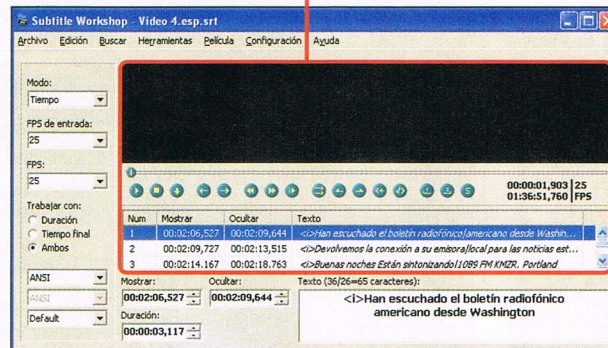 Subtitle Workshop - Video 4.esp.srt
Archivo Edición Buscar Herramientas Película Configuración Ayuda
Modo:
Tiempo
FPS de entrada:
25
FPS:
25
Trabajar con:
Duración
Tiempo final
Ambos
ANSI
ANSI
Default
00:00:01,903 25
01:36:51,760 FPS
Num Mostrar Ocultar Texto
1 00:02:06,527 00:02:09,644 <i>Han escuchado el boletín radiofónico|americano desde Washin...
2 00:02:09,727 00:02:13,515 <i>Devolvemos la conexión a su emisora|local para las noticias est...
3 00:02:14.167 00:02:18.763 <i>Buenas noches Están sintonizando|1089 FM KMZR. Portland
Mostrar: Ocultar: Texto (36/26=65 caracteres):
00:02:06,527 00:02:09,644
Duración:
00:00:03,117
<i>Han escuchado el boletín radiofónico
americano desde Washington